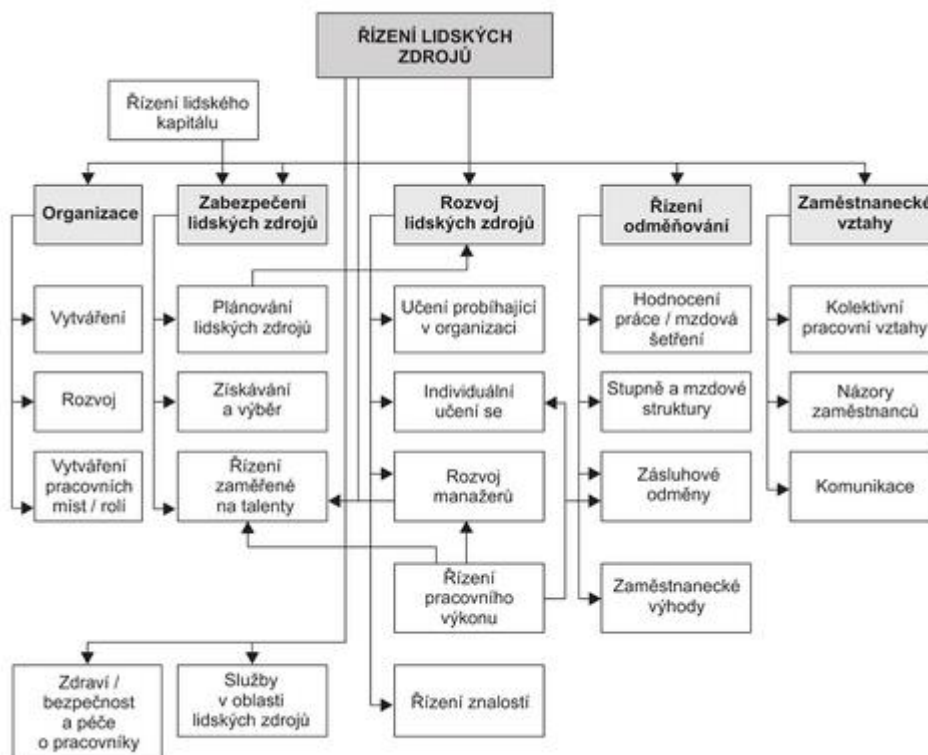 ŘÍZENÍ LIDSKÝCH
ZDROJŮ
Řízení lidského
kapitálu
Organizace
Zabezpečení
lidských zdrojů
Rozvoj
lidských zdrojů
Řízení
odměňování
Zaměstnanecké
vztahy
Vytváření
Plánování
lidských zdrojů
Učení probíhající
v organizaci
Hodnocení
práce / mzdová
šetření
Kolektivní
pracovní vztahy
Rozvoj
Získávání
a výběr
Individuální
učení se
Stupně a mzdové
struktury
Názory
zaměstnanců
Vytváření
pracovních
míst / rolí
Řízení
zaměřené
na talenty
Rozvoj
manažerů
Zásluhové
odměny
Komunikace
Řízení
pracovního
výkonu
Zaměstnanecké
výhody
Zdraví /
bezpečnost
a péče
o pracovníky
Služby
v oblasti
lidských zdrojů
Řízení znalostí